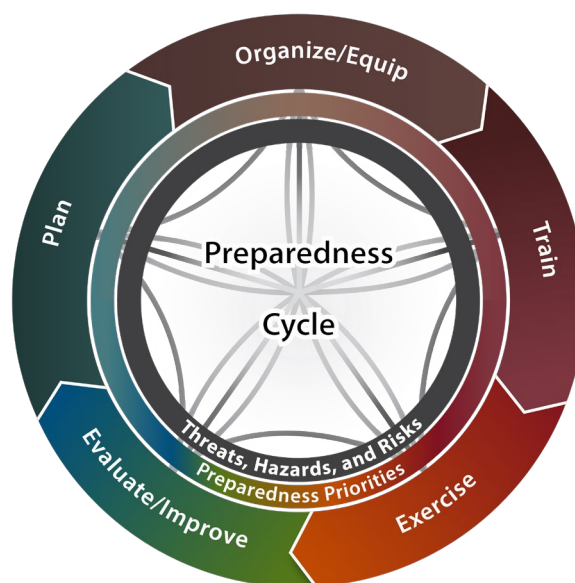 Organize/Equip
Plan
Train
Preparedness
Cycle
Threats, Hazards, and Risks
Preparedness Priorities
Evaluate/Improve
Exercise